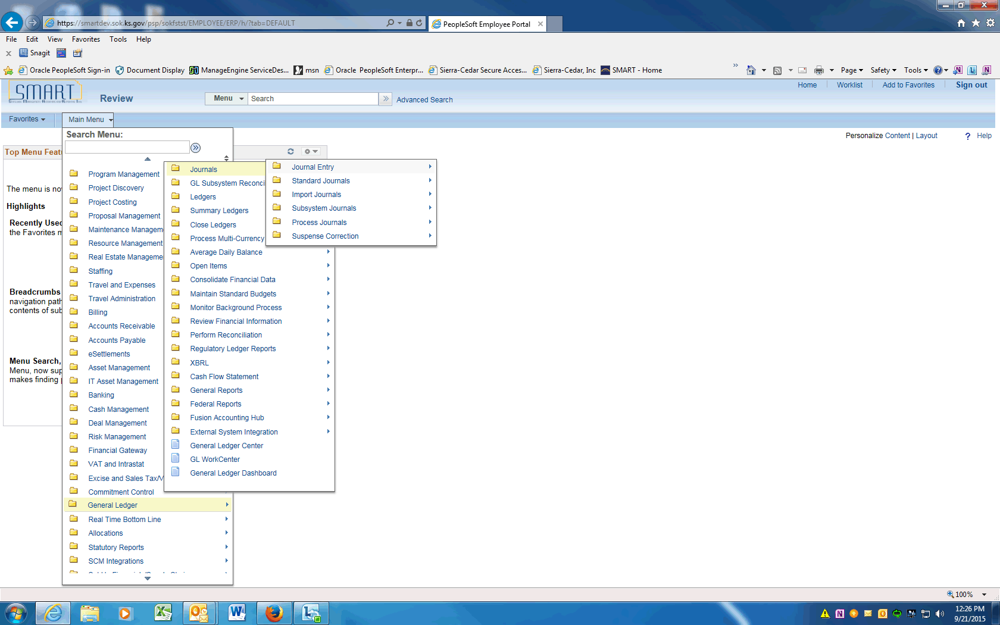 https://smartdev.sok.ks.gov/psp/sokfstst/EMPLOYEE/ERP/h/?tab=DEFAULT
PeopleSoft Employee Portal
File Edit View Favorites Tools Help
x Snagit
Oracle PeopleSoft Sign-in Document Display ManageEngine ServiceDes... msn Oracle PeopleSoft Enterpr... Sierra-Cedar Secure Acces... Sierra-Cedar, Inc SMART - Home
Page Safety Tools
SMART
Review
Menu Search Advanced Search
Home Worklist Add to Favorites Sign out
Favorites Main Menu
Personalize Content | Layout ? Help
Search Menu:
Top Menu Feat
The menu is nov
Highlights
Recently Used
the Favorites m
Breadcrumbs
navigation path
contents of sub
Menu Search,
Menu, now sup
makes finding p
Program Management
Project Discovery
Project Costing
Proposal Management
Maintenance Managem
Resource Management
Real Estate Manageme
Staffing
Travel and Expenses
Travel Administration
Billing
Accounts Receivable
Accounts Payable
eSettlements
Asset Management
IT Asset Management
Banking
Cash Management
Deal Management
Risk Management
Financial Gateway
VAT and Intrastat
Excise and Sales Tax/V
Commitment Control
General Ledger
Real Time Bottom Line
Allocations
Statutory Reports
SCM Integrations
Journals
GL Subsystem Reconci
Ledgers
Summary Ledgers
Close Ledgers
Process Multi-Currency
Average Daily Balance
Open Items
Consolidate Financial Data
Maintain Standard Budgets
Monitor Background Process
Review Financial Information
Perform Reconciliation
Regulatory Ledger Reports
XBRL
Cash Flow Statement
General Reports
Federal Reports
Fusion Accounting Hub
External System Integration
General Ledger Center
GL WorkCenter
General Ledger Dashboard
Journal Entry
Standard Journals
Import Journals
Subsystem Journals
Process Journals
Suspense Correction
100%
12:26 PM
9/21/2015